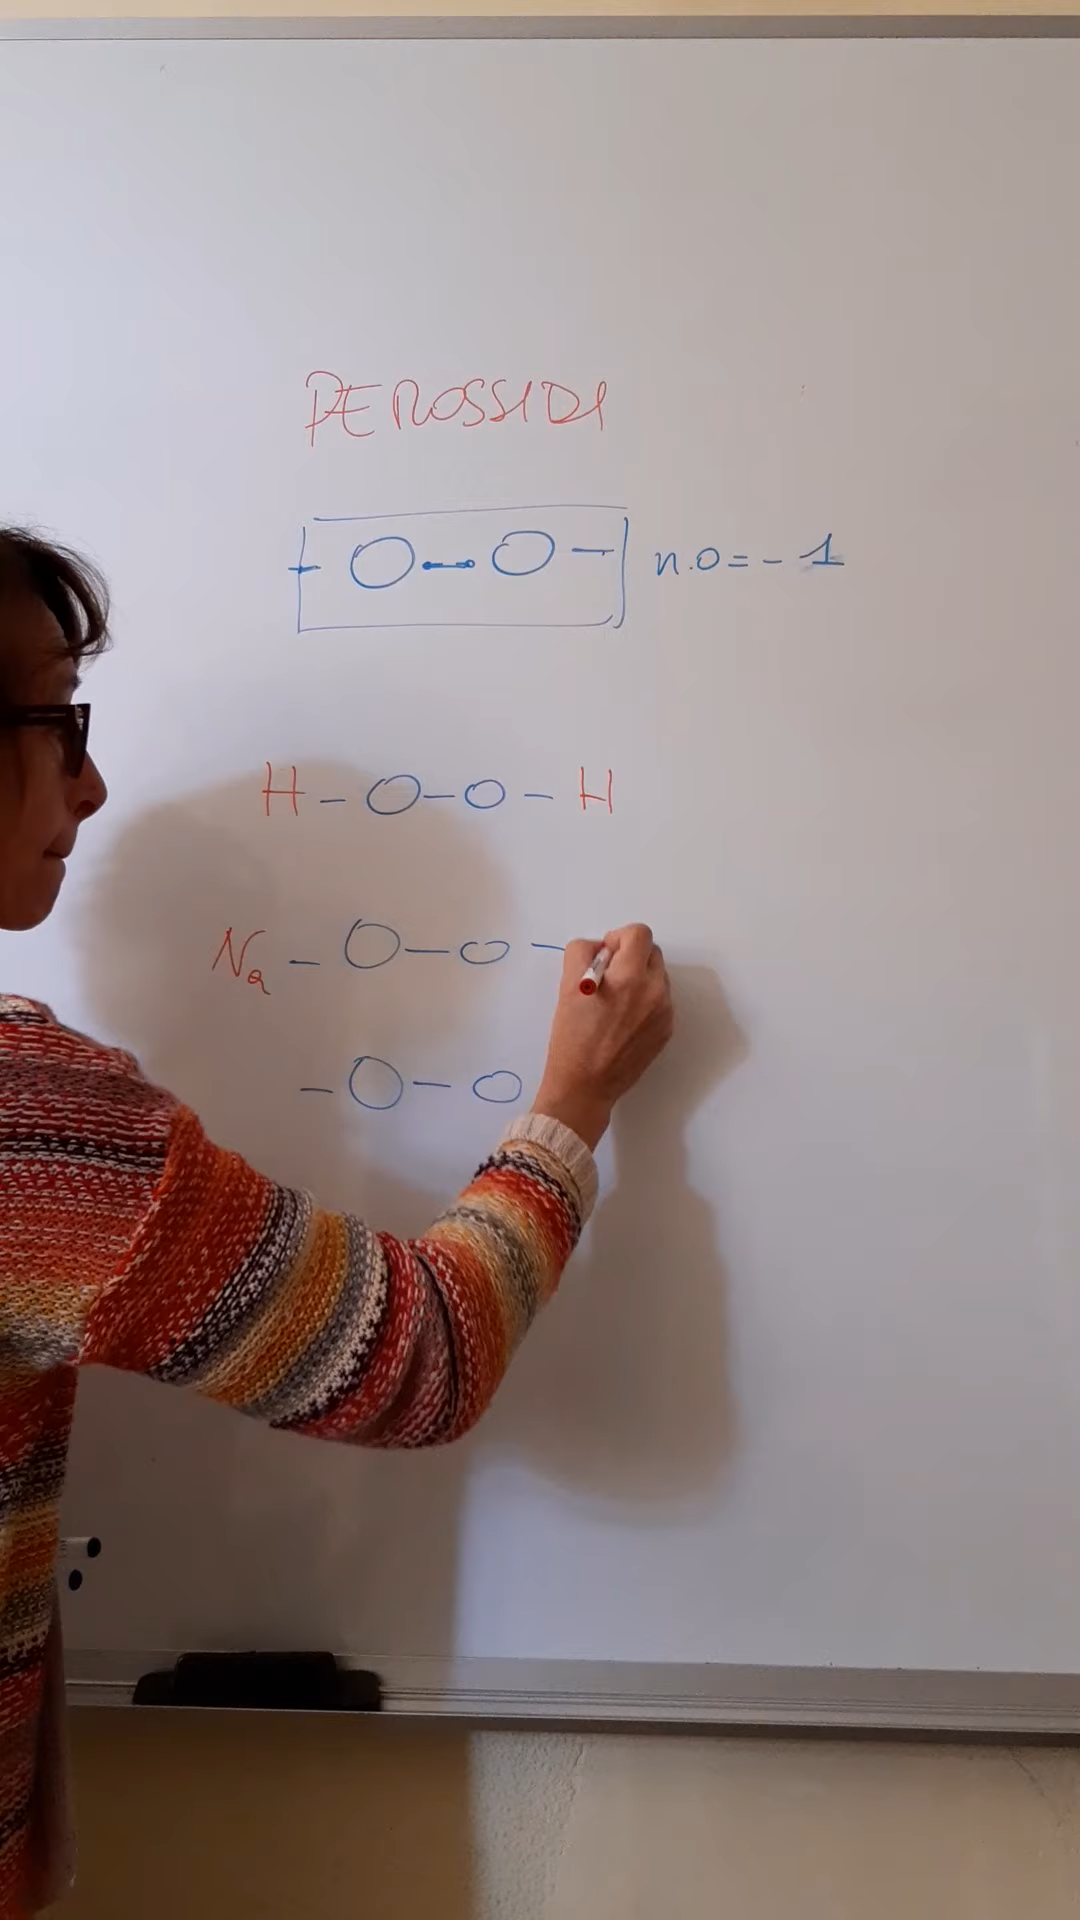 PEROSSIDI
- O - O - n.o = - 1
H - O - O - H
Na - O - O -
- O - O